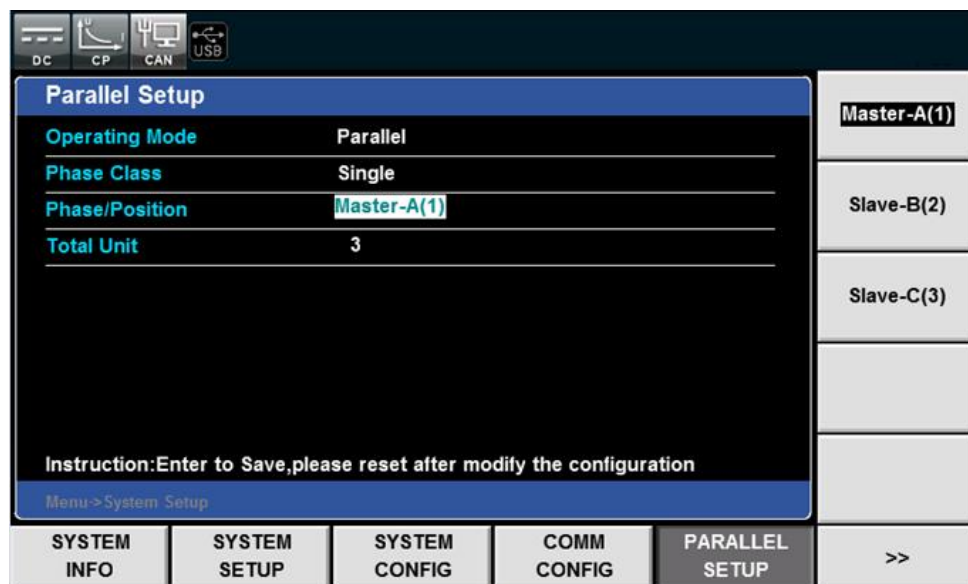 DC CP CAN USB
Parallel Setup
Operating Mode Parallel
Phase Class Single
Phase/Position Master-A(1)
Total Unit 3
Instruction:Enter to Save,please reset after modify the configuration
Menu->System Setup
Master-A(1)
Slave-B(2)
Slave-C(3)
SYSTEM INFO
SYSTEM SETUP
SYSTEM CONFIG
COMM CONFIG
PARALLEL SETUP
>>